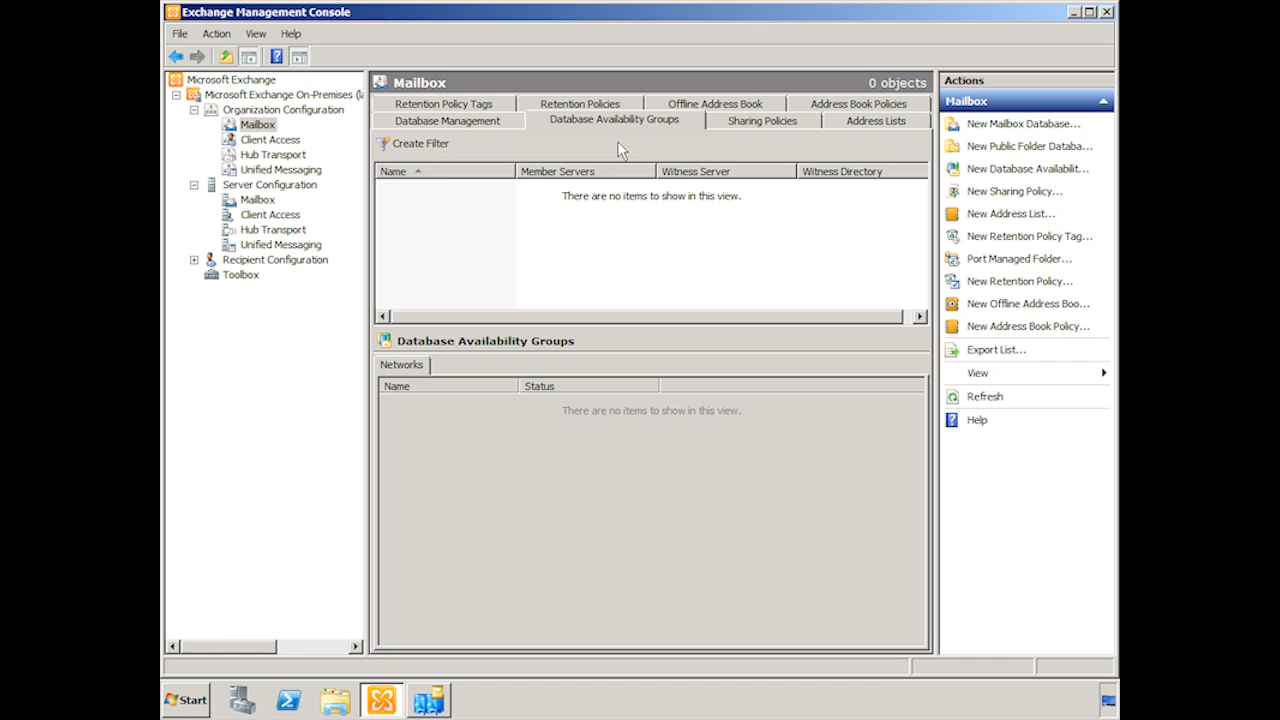 Exchange Management Console
File Action View Help
Microsoft Exchange
Microsoft Exchange On-Premises (l
Organization Configuration
Mailbox
Client Access
Hub Transport
Unified Messaging
Server Configuration
Mailbox
Client Access
Hub Transport
Unified Messaging
Recipient Configuration
Toolbox
Mailbox 0 objects
Retention Policy Tags Retention Policies Offline Address Book Address Book Policies
Database Management Database Availability Groups Sharing Policies Address Lists
Create Filter
Name Member Servers Witness Server Witness Directory
There are no items to show in this view.
Database Availability Groups
Networks
Name Status
There are no items to show in this view.
Actions
Mailbox
New Mailbox Database...
New Public Folder Databa...
New Database Availabilit...
New Sharing Policy...
New Address List...
New Retention Policy Tag...
Port Managed Folder...
New Retention Policy...
New Offline Address Boo...
New Address Book Policy...
Export List...
View
Refresh
Help
Start